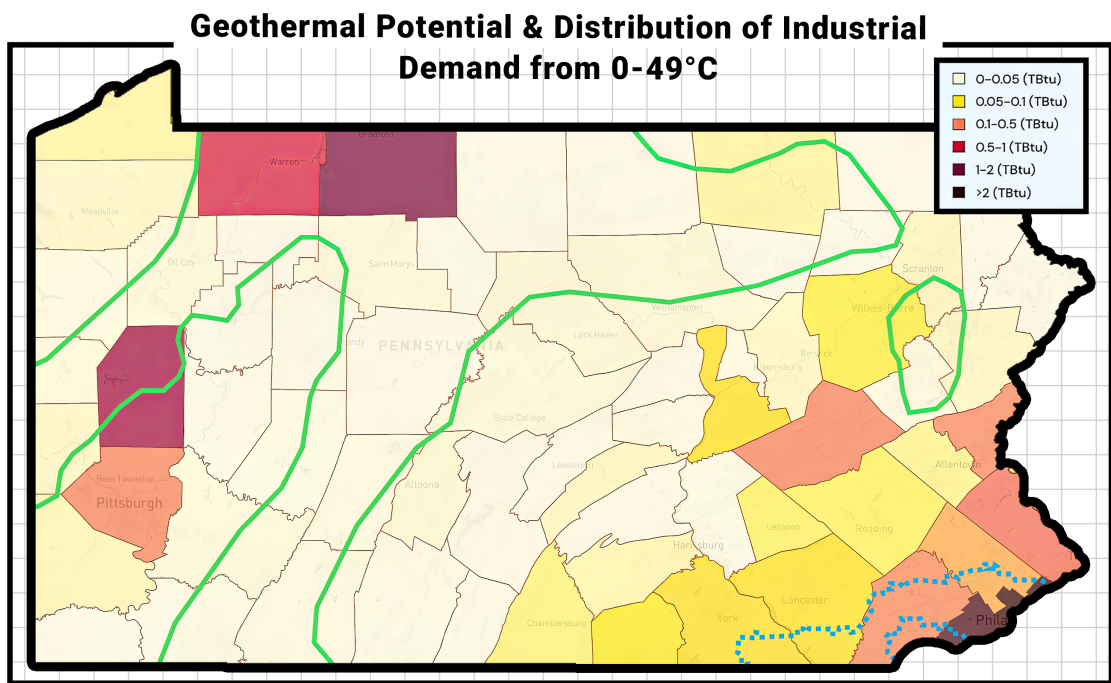 Geothermal Potential & Distribution of Industrial
Demand from 0-49°C
0-0.05 (TBtu)
0.05-0.1 (TBtu)
0.1-0.5 (TBtu)
0.5-1 (TBtu)
1-2 (TBtu)
>2 (TBtu)
Bradford
Warren
Meadville
Oil City
Saint Marys
Scranton
Williamsport
Wilkes-Barre
Lock Haven
PENNSYLVANIA
Berwick
Bloomsburg
State College
Lewistown
Allentown
Altoona
Ross Township
Pittsburgh
Lebanon
Reading
Harrisburg
Lancaster
York
Chambersburg
Phila